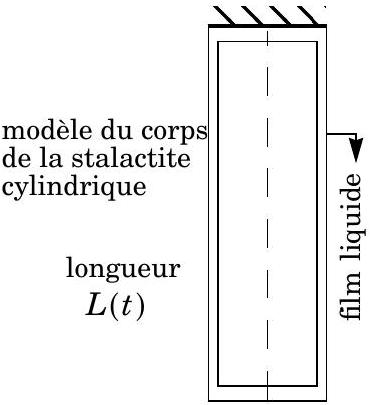 modèle du corps
de la stalactite
cylindrique
longueur
L(t)
film liquide